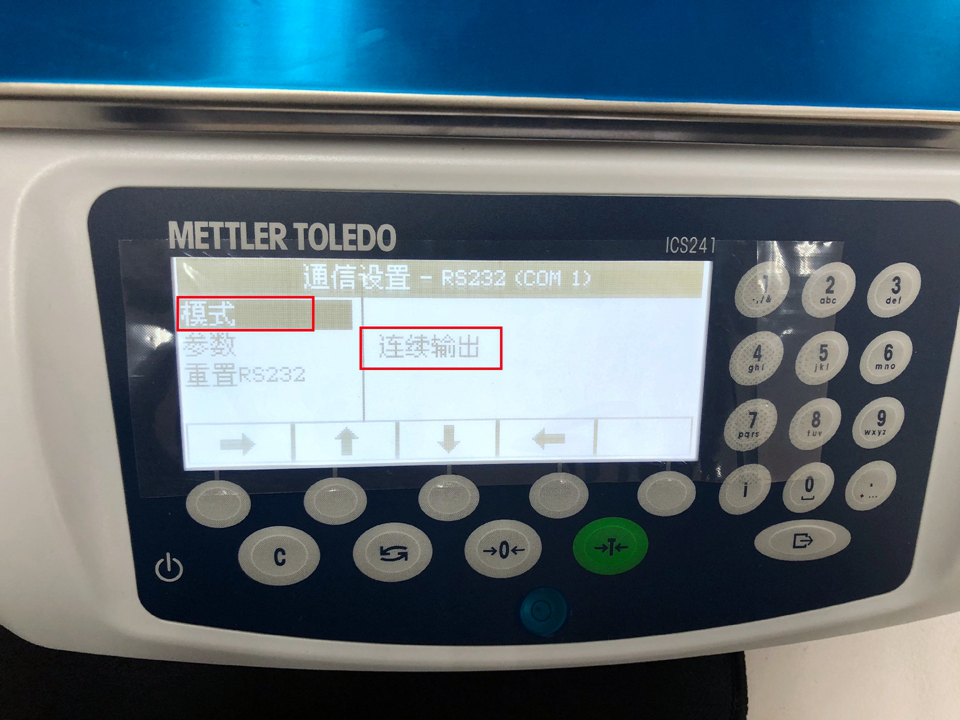 METTLER TOLEDO
ICS241
通信设置 - RS232 (COM 1)
模式
参数
连续输出
重置RS232
1
.,/&
2
abc
3
def
4
ghi
5
jkl
6
mno
7
pqrs
8
tuv
9
wxyz
i
0
C
→0←
→T←